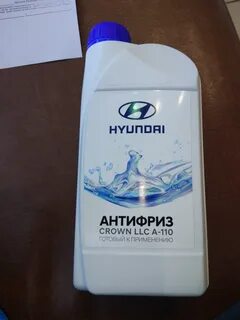 HYUNDAI
АНТИФРИЗ
CROWN LLC A-110
ГОТОВЫЙ К ПРИМЕНЕНИЮ